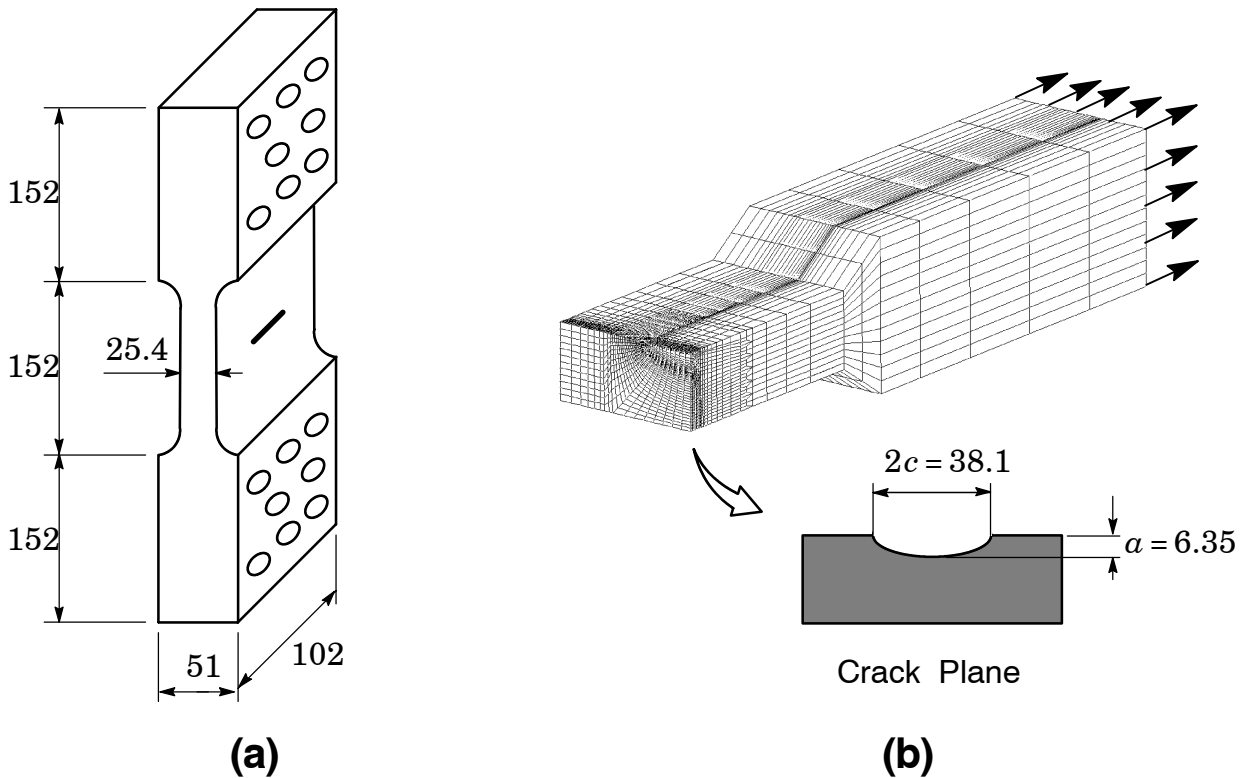 152
152
25.4
152
51
102
(a)
2c = 38.1
a = 6.35
Crack Plane
(b)